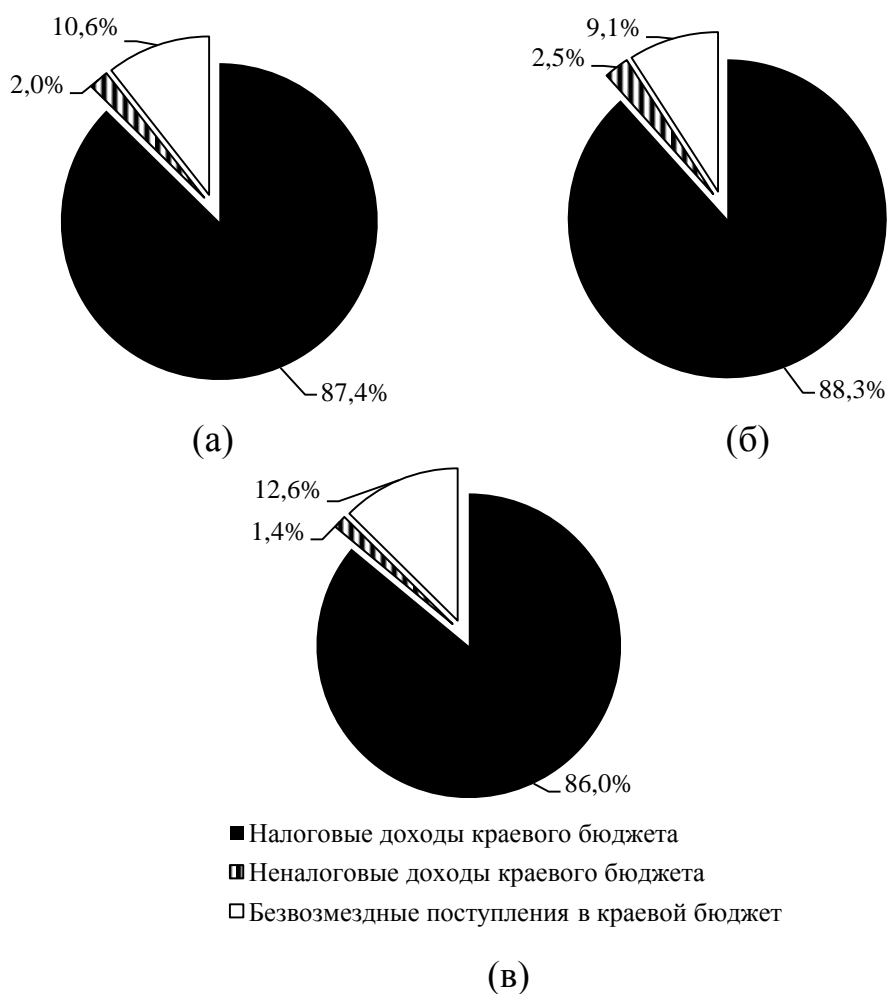 10,6%
2,0%
87,4%
(а)
9,1%
2,5%
88,3%
(б)
12,6%
1,4%
86,0%
Налоговые доходы краевого бюджета
Неналоговые доходы краевого бюджета
Безвозмездные поступления в краевой бюджет
(в)